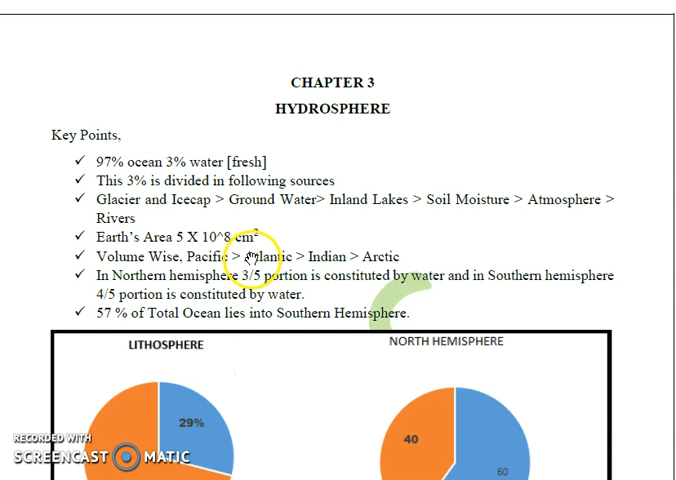 CHAPTER 3
HYDROSPHERE
Key Points,
✓ 97% ocean 3% water [fresh]
✓ This 3% is divided in following sources
✓ Glacier and Icecap > Ground Water> Inland Lakes > Soil Moisture > Atmosphere >
Rivers
✓ Earth's Area 5 X 10^8 cm²
✓ Volume Wise, Pacific > Atlantic > Indian > Arctic
✓ In Northern hemisphere 3/5 portion is constituted by water and in Southern hemisphere
4/5 portion is constituted by water.
✓ 57 % of Total Ocean lies into Southern Hemisphere.
LITHOSPHERE
NORTH HEMISPHERE
29%
40
60
RECORDED WITH
SCREENCAST MATIC